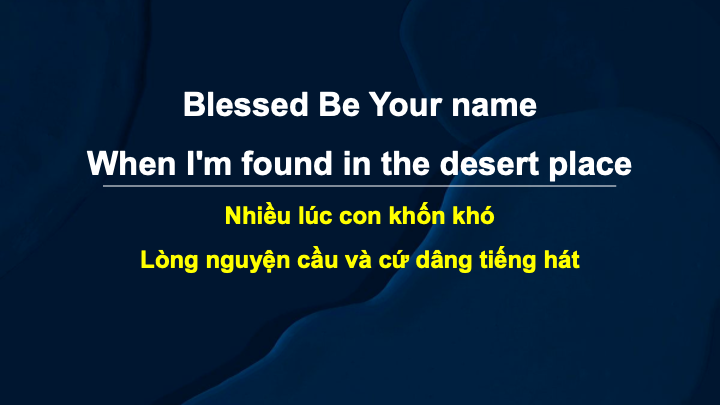 Blessed Be Your name
When I'm found in the desert place
Nhiều lúc con khốn khó
Lòng nguyện cầu và cứ dâng tiếng hát